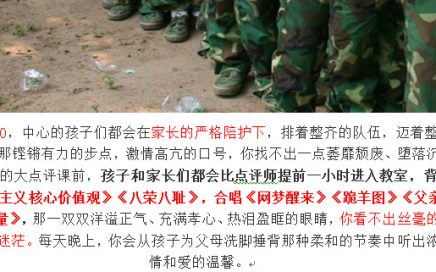 0，中心的孩子们都会在家长的严格陪护下，排着整齐的队伍，迈着整
那铿锵有力的步点，激情高亢的口号，你找不出一点萎靡颓废、堕落沉
的大点评课前，孩子和家长们都会比点评师提前一小时进入教室，背
主义核心价值观》《八荣八耻》，合唱《网梦醒来》《跪羊图》《父亲
量》，那一双双洋溢正气、充满孝心、热泪盈眶的眼睛，你看不出丝毫的
迷茫。每天晚上，你会从孩子为父母洗脚捶背那种柔和的节奏中听出浓
情和爱的温馨。